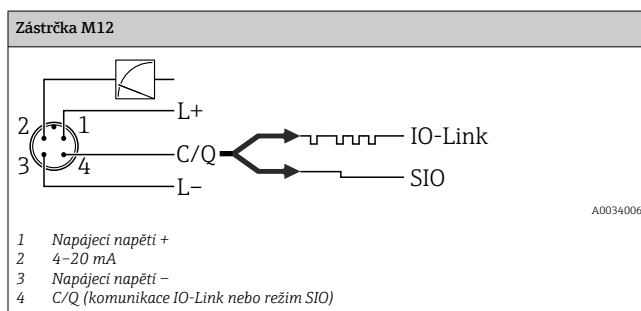 Zástrčka M12
2 1
3 4
L+
C/Q
L–
IO-Link
SIO
A0034006
1 Napájecí napětí +
2 4–20 mA
3 Napájecí napětí –
4 C/Q (komunikace IO-Link nebo režim SIO)